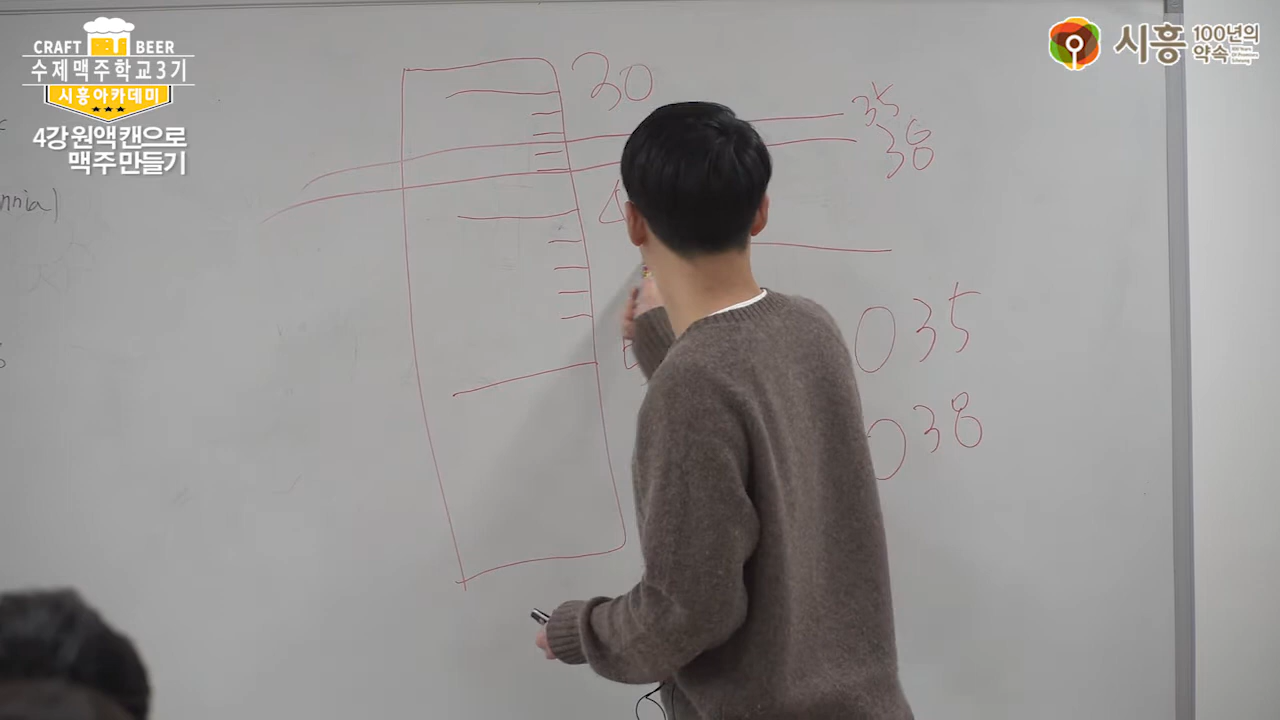 CRAFT BEER
수제맥주학교3기
시흥아카데미
4강 원액 캔으로
맥주 만들기
시흥 100년의
약속
30
35
38
4
035
038